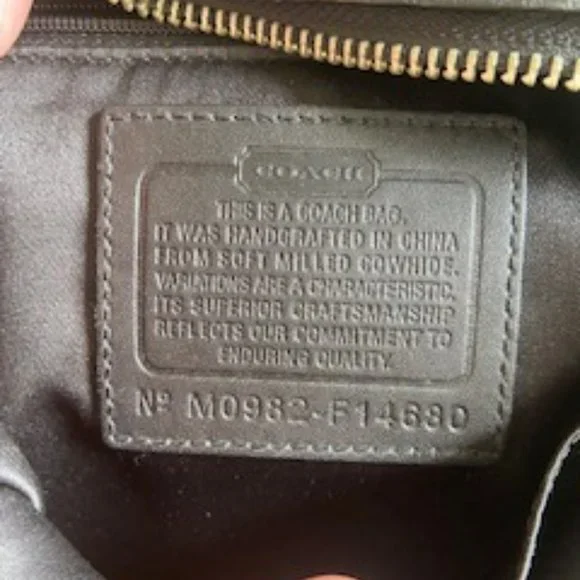 COACH
THIS IS A COACH BAG.
IT WAS HANDCRAFTED IN CHINA
FROM SOFT MILLED COWHIDE.
VARIATIONS ARE A CHARACTERISTIC.
ITS SUPERIOR CRAFTSMANSHIP
REFLECTS OUR COMMITMENT TO
ENDURING QUALITY.
Nº M0982-F14680